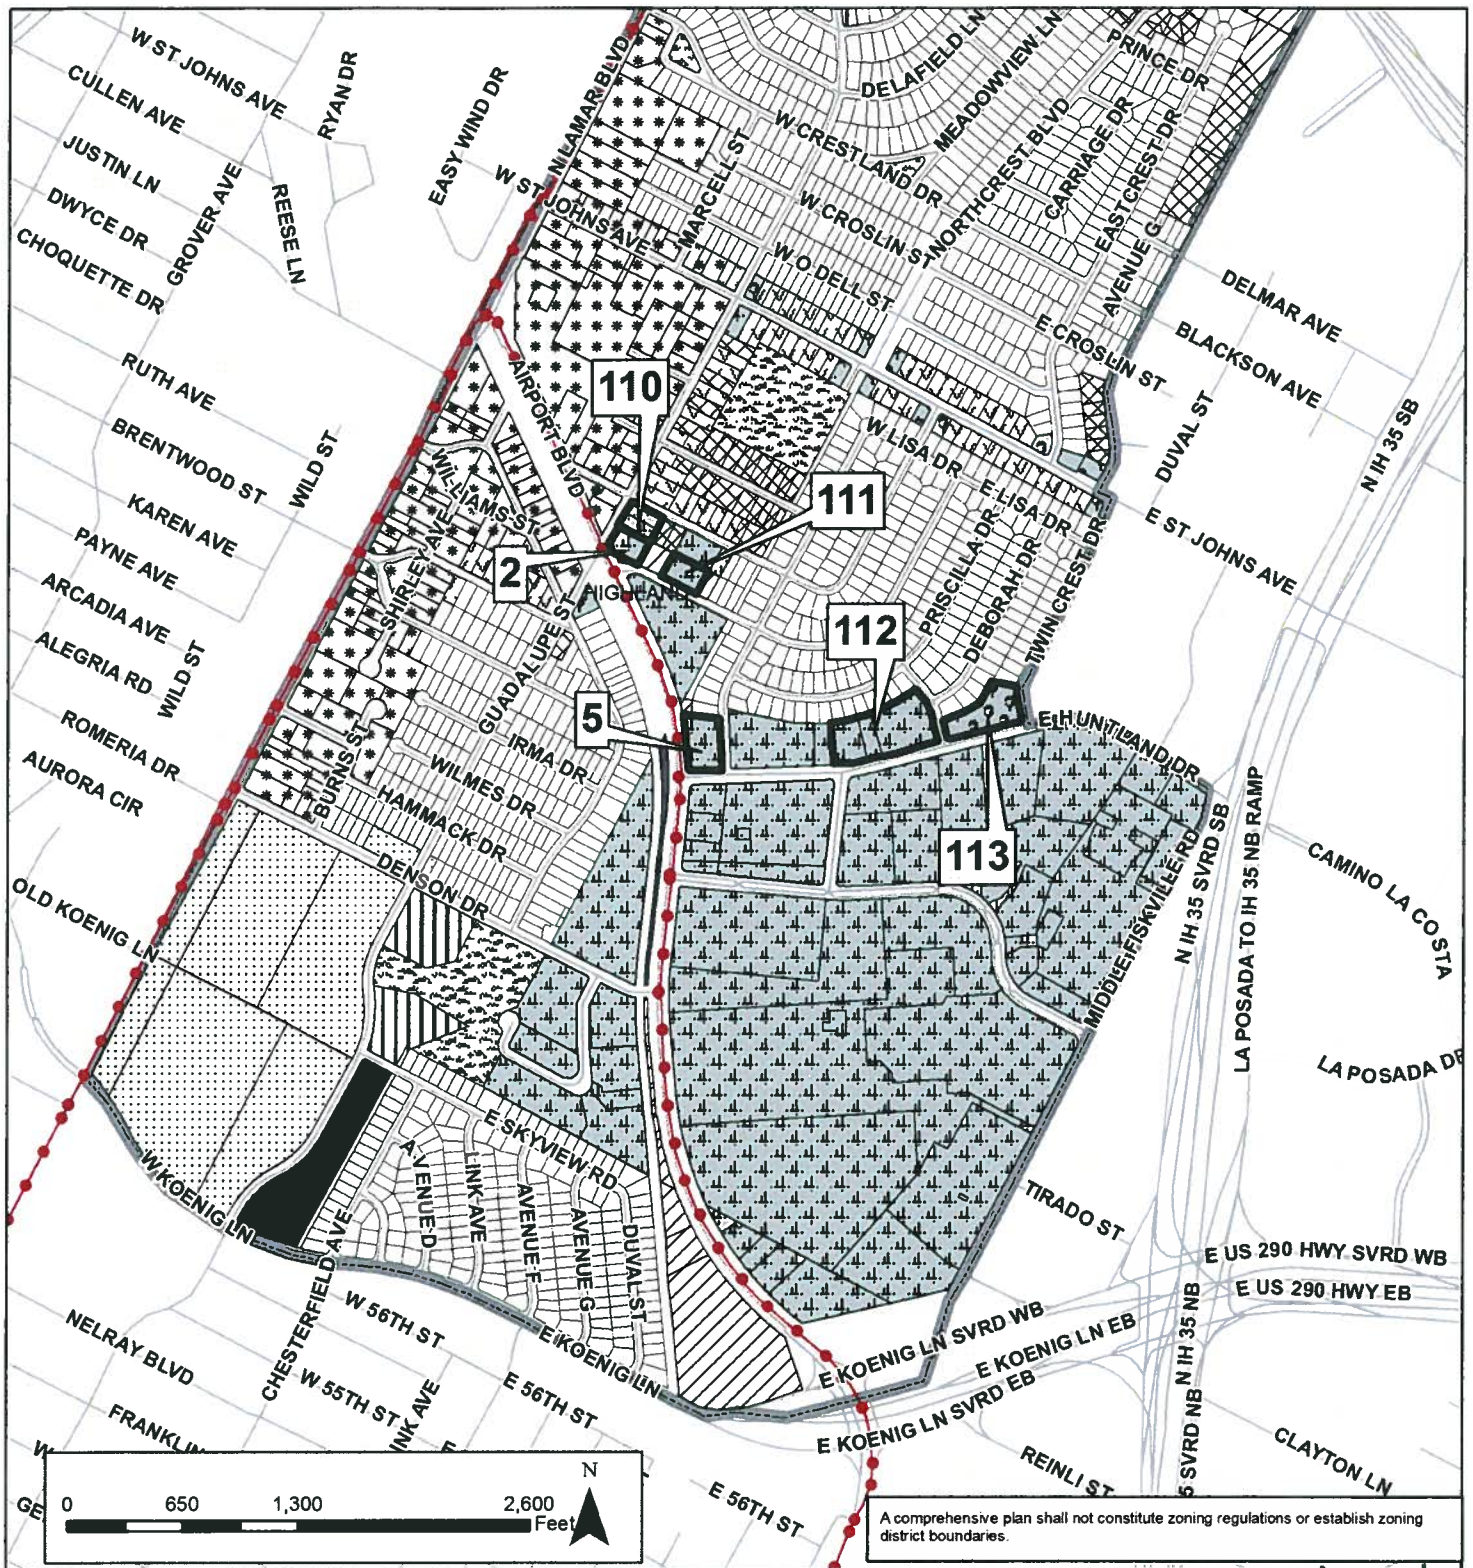 W ST JOHNS AVE
CULLEN AVE
JUSTIN LN
DWYCE DR
CHOQUETTE DR
GROVER AVE
REESE LN
RYAN DR
EASY WIND DR
N LAMAR BLVD
W ST JOHNS AVE
MARCELL ST
DELAFIELD LN
MEADOWVIEW LN
PRINCE DR
W CRESTLAND DR
NORTHCREST BLVD
CARRIAGE DR
EASTCREST DR
AVENUE G
W CROSLIN ST
W O DELL ST
E CROSLIN ST
DELMAR AVE
BLACKSON AVE
DUVAL ST
N IH 35 SB
RUTH AVE
BRENTWOOD ST
WILD ST
KAREN AVE
PAYNE AVE
ARCADIA AVE
ALEGRIA RD
WILD ST
ROMERIA DR
AURORA CIR
OLD KOENIG LN
AIRPORT BLVD
110
111
2
HIGHLAND
WILLIAMS ST
SHIRLEY AVE
GUADALUPE ST
W LISA DR
E LISA DR
PRISCILLA DR
DEBORAH DR
TWIN CREST DR
E ST JOHNS AVE
112
5
E HUNTLAND DR
113
BURNS ST
IRMA DR
WILMES DR
HAMMACK DR
DENSON DR
MIDDLE FISKVILLE RD
N IH 35 SVRD SB
LA POSADA TO IH 35 NB RAMP
CAMINO LA COSTA
LA POSADA DR
W KOENIG LN
E SKYVIEW RD
AVENUE D
LINK AVE
AVENUE F
AVENUE G
DUVAL ST
CHESTERFIELD AVE
TIRADO ST
E US 290 HWY SVRD WB
E US 290 HWY EB
N IH 35 NB
E KOENIG LN SVRD WB
E KOENIG LN EB
E KOENIG LN SVRD EB
E KOENIG LN
NELRAY BLVD
W 56TH ST
W 55TH ST
E 56TH ST
FRANKLIN
INK AVE
W
GE
E 56TH ST
REINLI ST
CLAYTON LN
5 SVRD NB
0 650 1,300 2,600
Feet
N
A comprehensive plan shall not constitute zoning regulations or establish zoning
district boundaries.